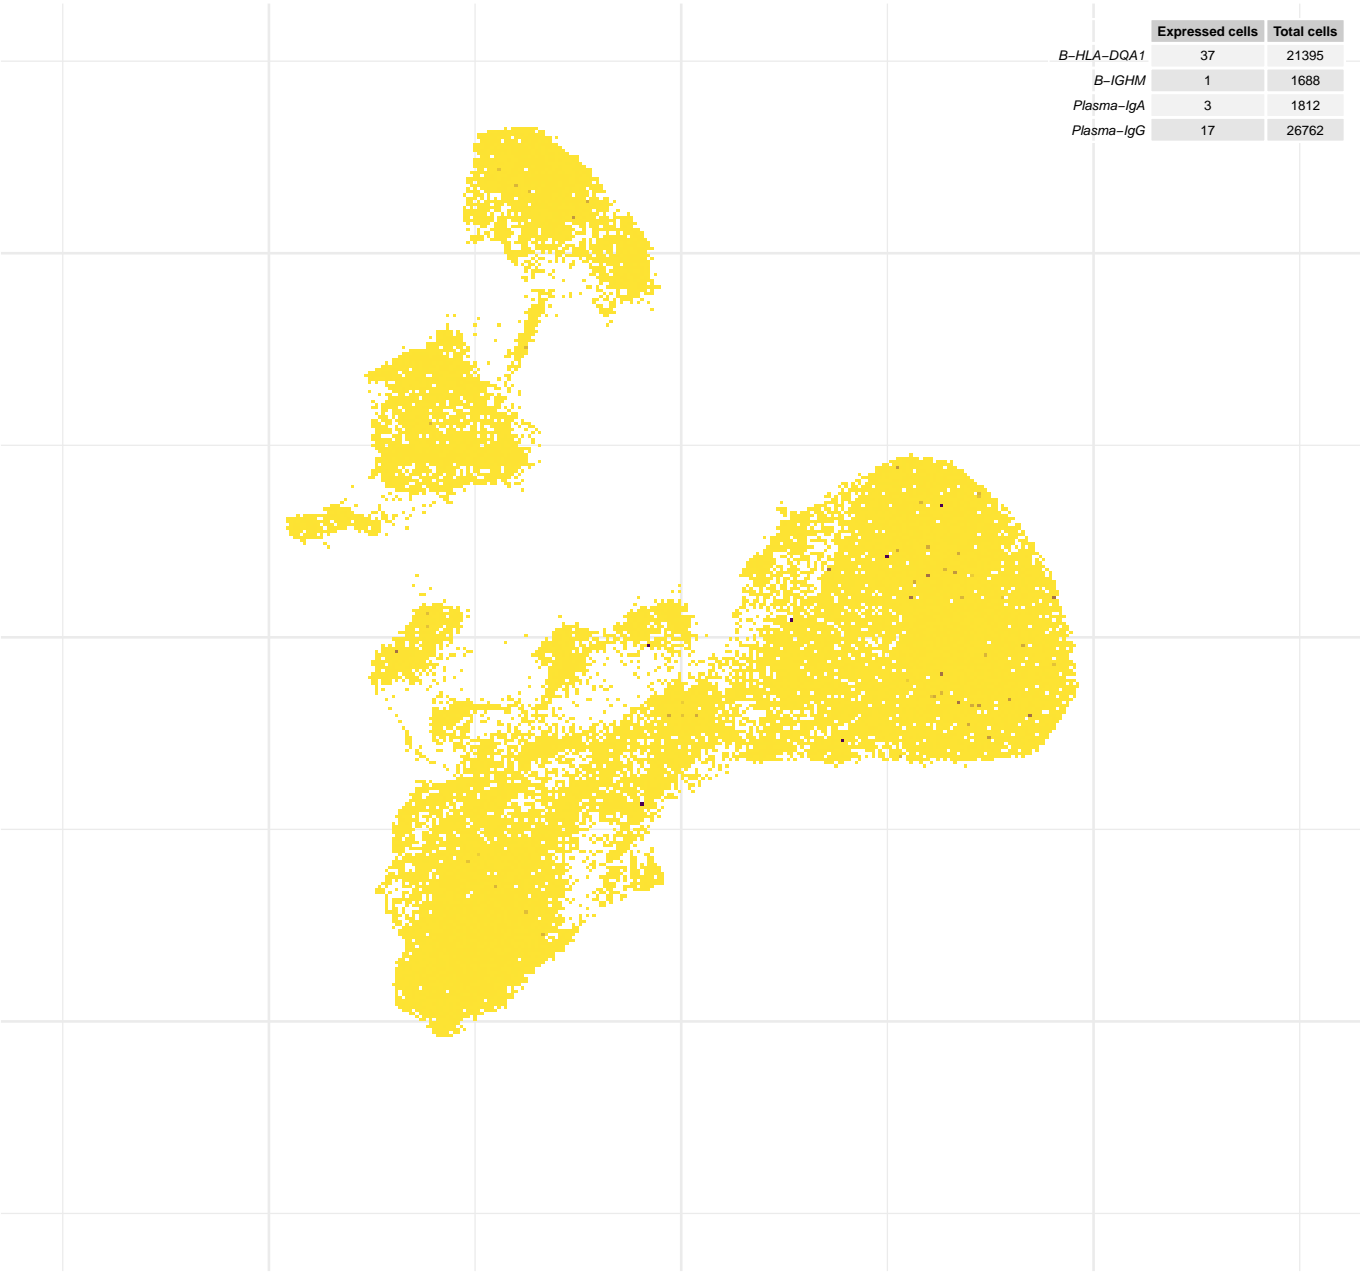 Expressed cells Total cells
B−HLA−DQA1 37 21395
B−IGHM 1 1688
Plasma−IgA 3 1812
Plasma−IgG 17 26762